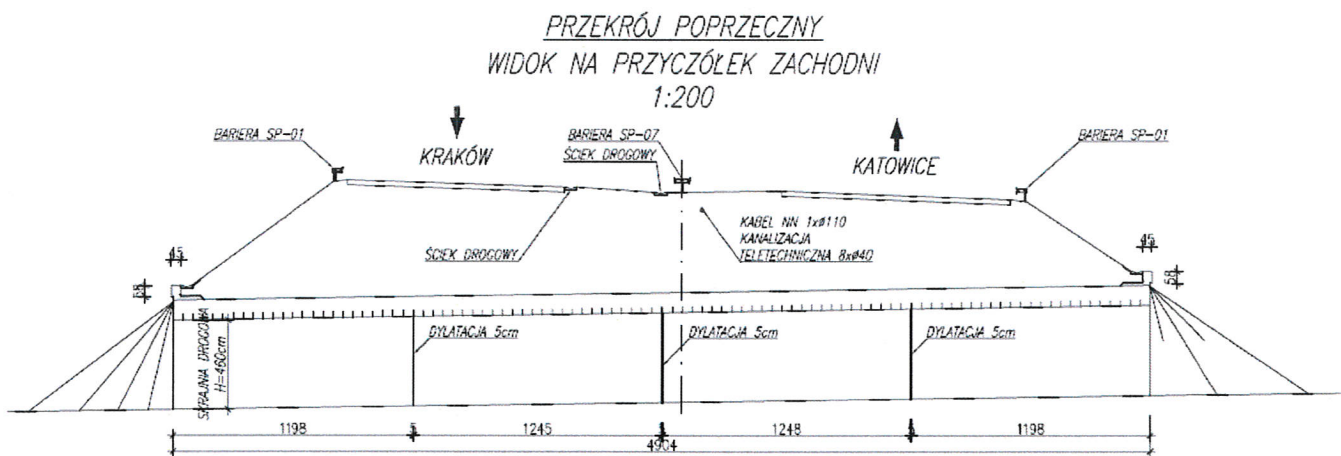 PRZEKRÓJ POPRZECZNY
WIDOK NA PRZYCZÓŁEK ZACHODNI
1:200
BARIERA SP-01
KRAKÓW
BARIERA SP-07
ŚCIEK DROGOWY
KATOWICE
BARIERA SP-01
ŚCIEK DROGOWY
KABEL NN 1xø110
KANALIZACJA
TELETECHNICZNA 8xø40
45
45
58
58
SKRAJNIA DROGOWA
H=460cm
DYLATACJA 5cm
DYLATACJA 5cm
DYLATACJA 5cm
1198
5
1245
5
1248
5
1198
4904